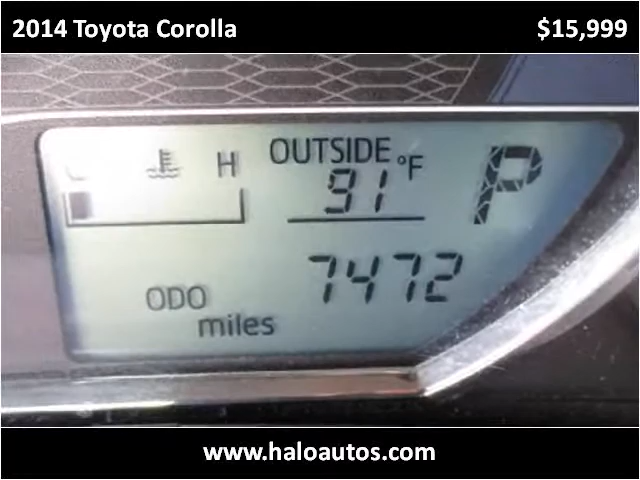 2014 Toyota Corolla $15,999
H OUTSIDE °F P
91
7472
ODO
miles
www.haloautos.com